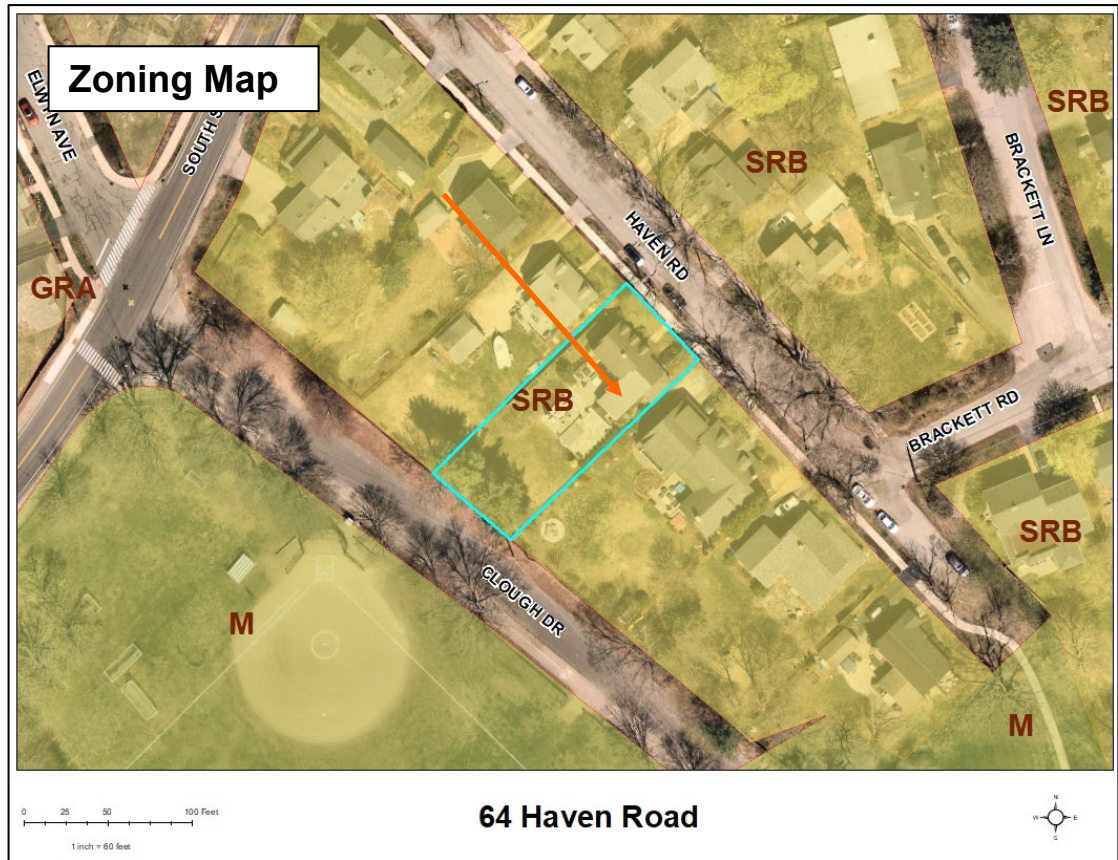 Zoning Map
ELWYN AVE
SOUTH S
HAVEN RD
BRACKETT LN
BRACKETT RD
CLOUGH DR
SRB
SRB
SRB
SRB
GRA
M
M
0 25 50 100 Feet
1 inch = 60 feet
64 Haven Road
N
W E
S